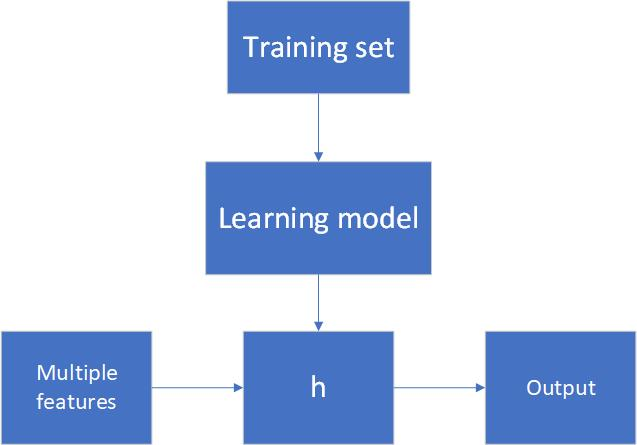 Training set
Learning model
Multiple
features
h
Output